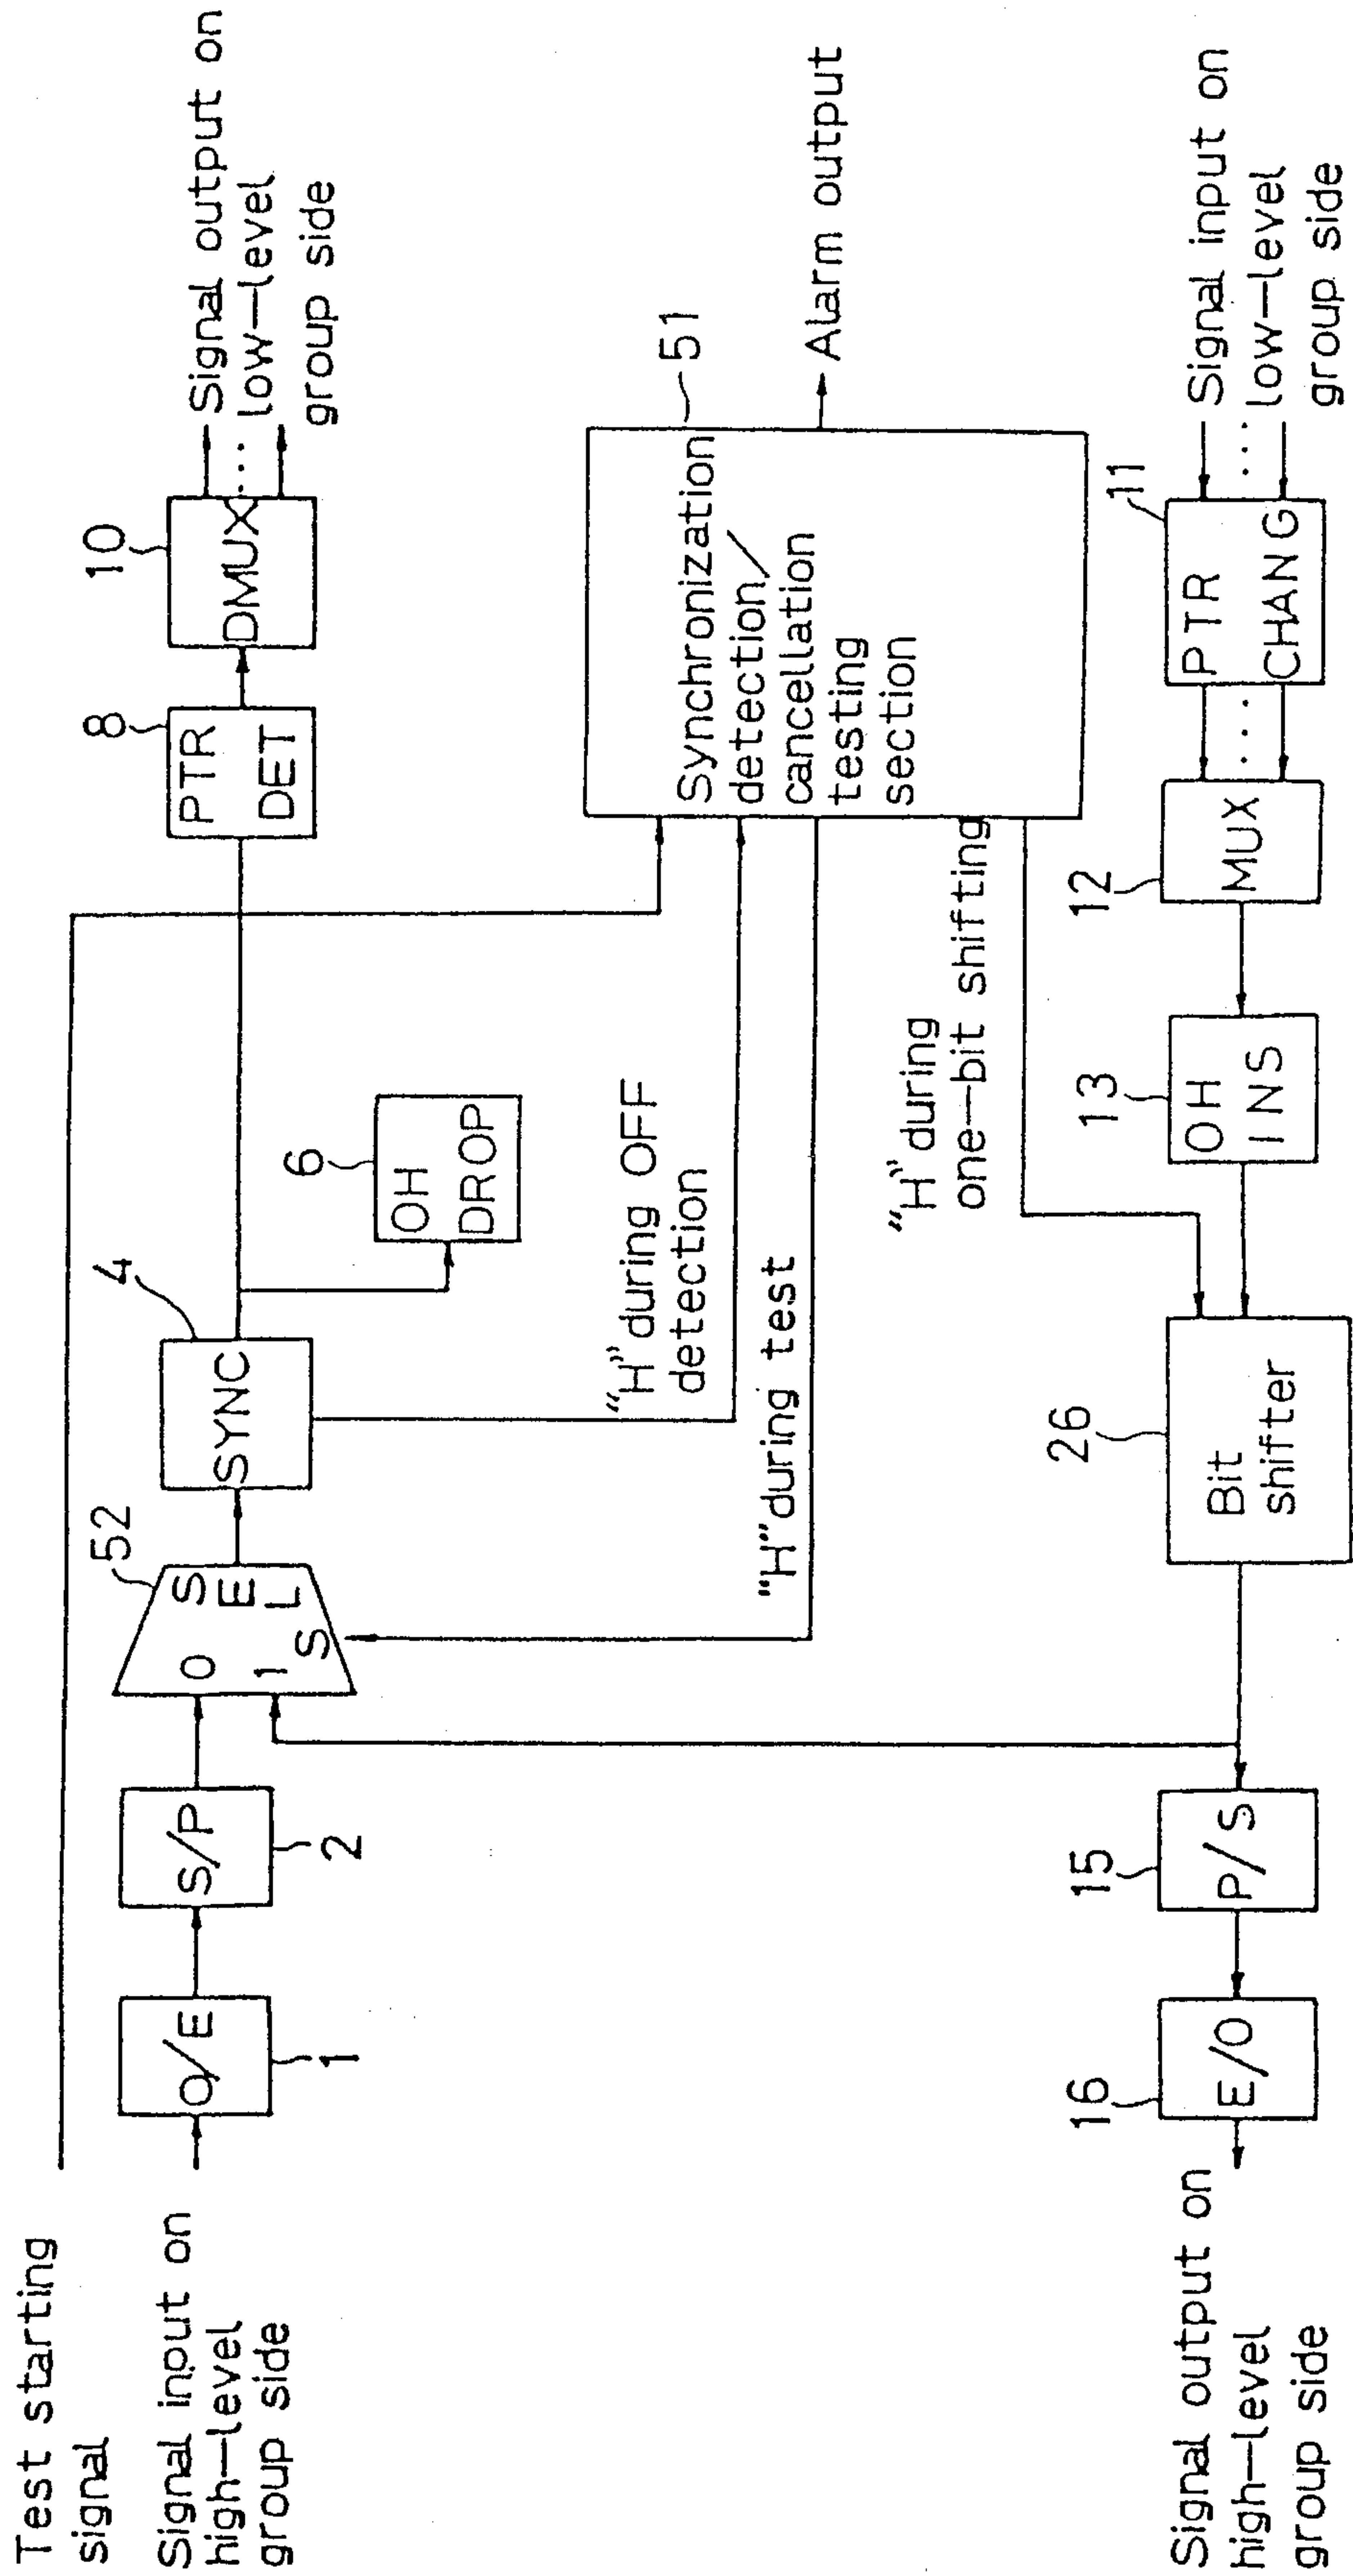 Test starting
signal
Signal input on
high-level
group side
O/E
1
S/P
2
52
0
1
S
S
E
L
SYNC
4
OH
DROP
6
PTR
DET
8
DMUX
10
Signal output on
low-level
group side
"H" during OFF
detection
"H" during test
"H" during
one-bit shifting
Synchronization
detection/
cancellation
testing
section
51
Alarm output
Signal output on
high-level
group side
E/O
16
P/S
15
Bit
shifter
26
OH
INS
13
MUX
12
PTR
CHANG
11
Signal input on
low-level
group side